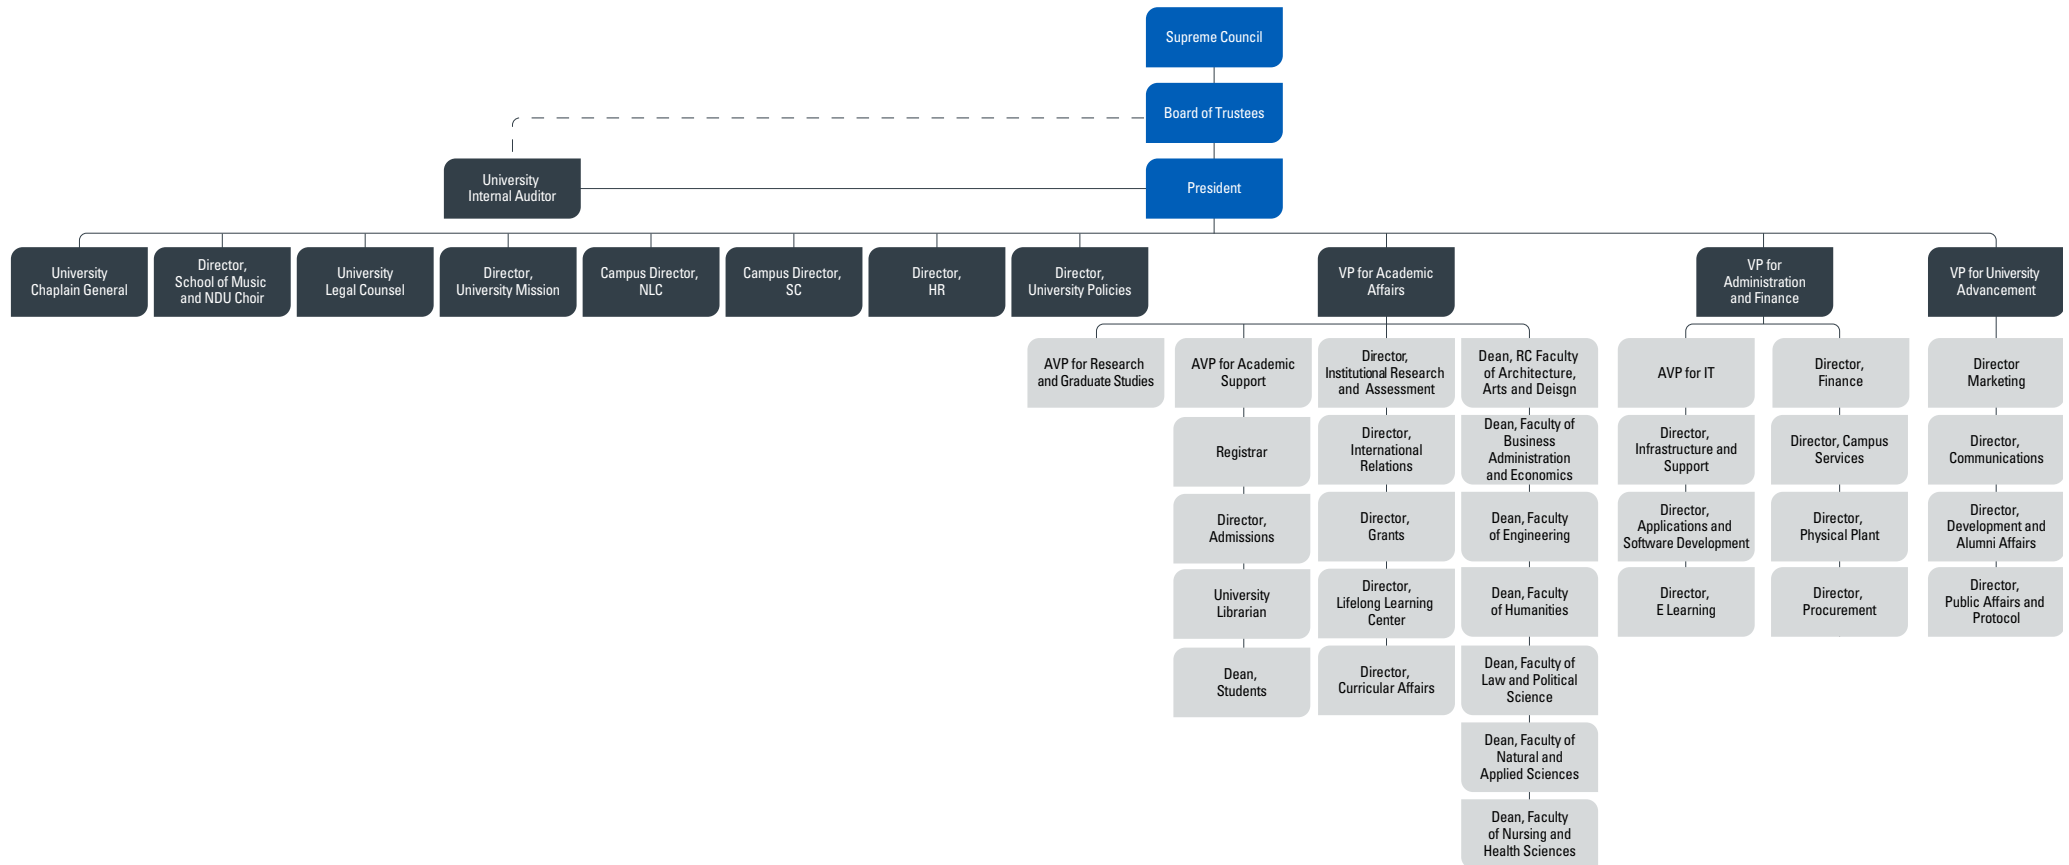 Supreme Council
Board of Trustees
University
Internal Auditor
President
University
Chaplain General
Director,
School of Music
and NDU Choir
University
Legal Counsel
Director,
University Mission
Campus Director,
NLC
Campus Director,
SC
Director,
HR
Director,
University Policies
VP for Academic
Affairs
VP for
Administration
and Finance
VP for University
Advancement
AVP for Research
and Graduate Studies
AVP for Academic
Support
Registrar
Director,
Admissions
University
Librarian
Dean,
Students
Director,
Institutional Research
and Assessment
Director,
International
Relations
Director,
Grants
Director,
Lifelong Learning
Center
Director,
Curricular Affairs
Dean, RC Faculty
of Architecture,
Arts and Deisgn
Dean, Faculty of
Business
Administration
and Economics
Dean, Faculty
of Engineering
Dean, Faculty
of Humanities
Dean, Faculty of
Law and Political
Science
Dean, Faculty of
Natural and
Applied Sciences
Dean, Faculty
of Nursing and
Health Sciences
AVP for IT
Director,
Infrastructure and
Support
Director,
Applications and
Software Development
Director,
E Learning
Director,
Finance
Director, Campus
Services
Director,
Physical Plant
Director,
Procurement
Director
Marketing
Director,
Communications
Director,
Development and
Alumni Affairs
Director,
Public Affairs and
Protocol